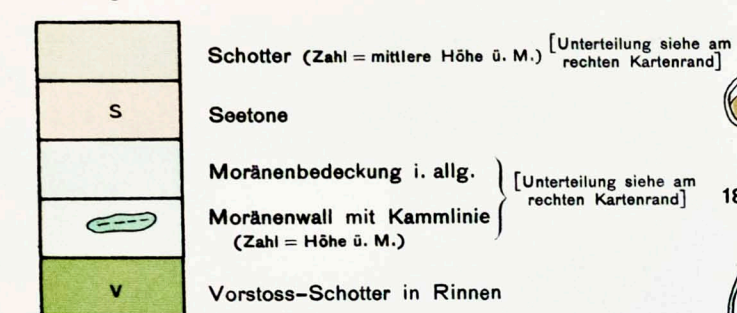 Schotter (Zahl = mittlere Höhe ü. M.) [Unterteilung siehe am
rechten Kartenrand]
S Seetone
Moränenbedeckung i. allg.
[Unterteilung siehe am
rechten Kartenrand]
18
Moränenwall mit Kammlinie
(Zahl = Höhe ü. M.)
V Vorstoss-Schotter in Rinnen